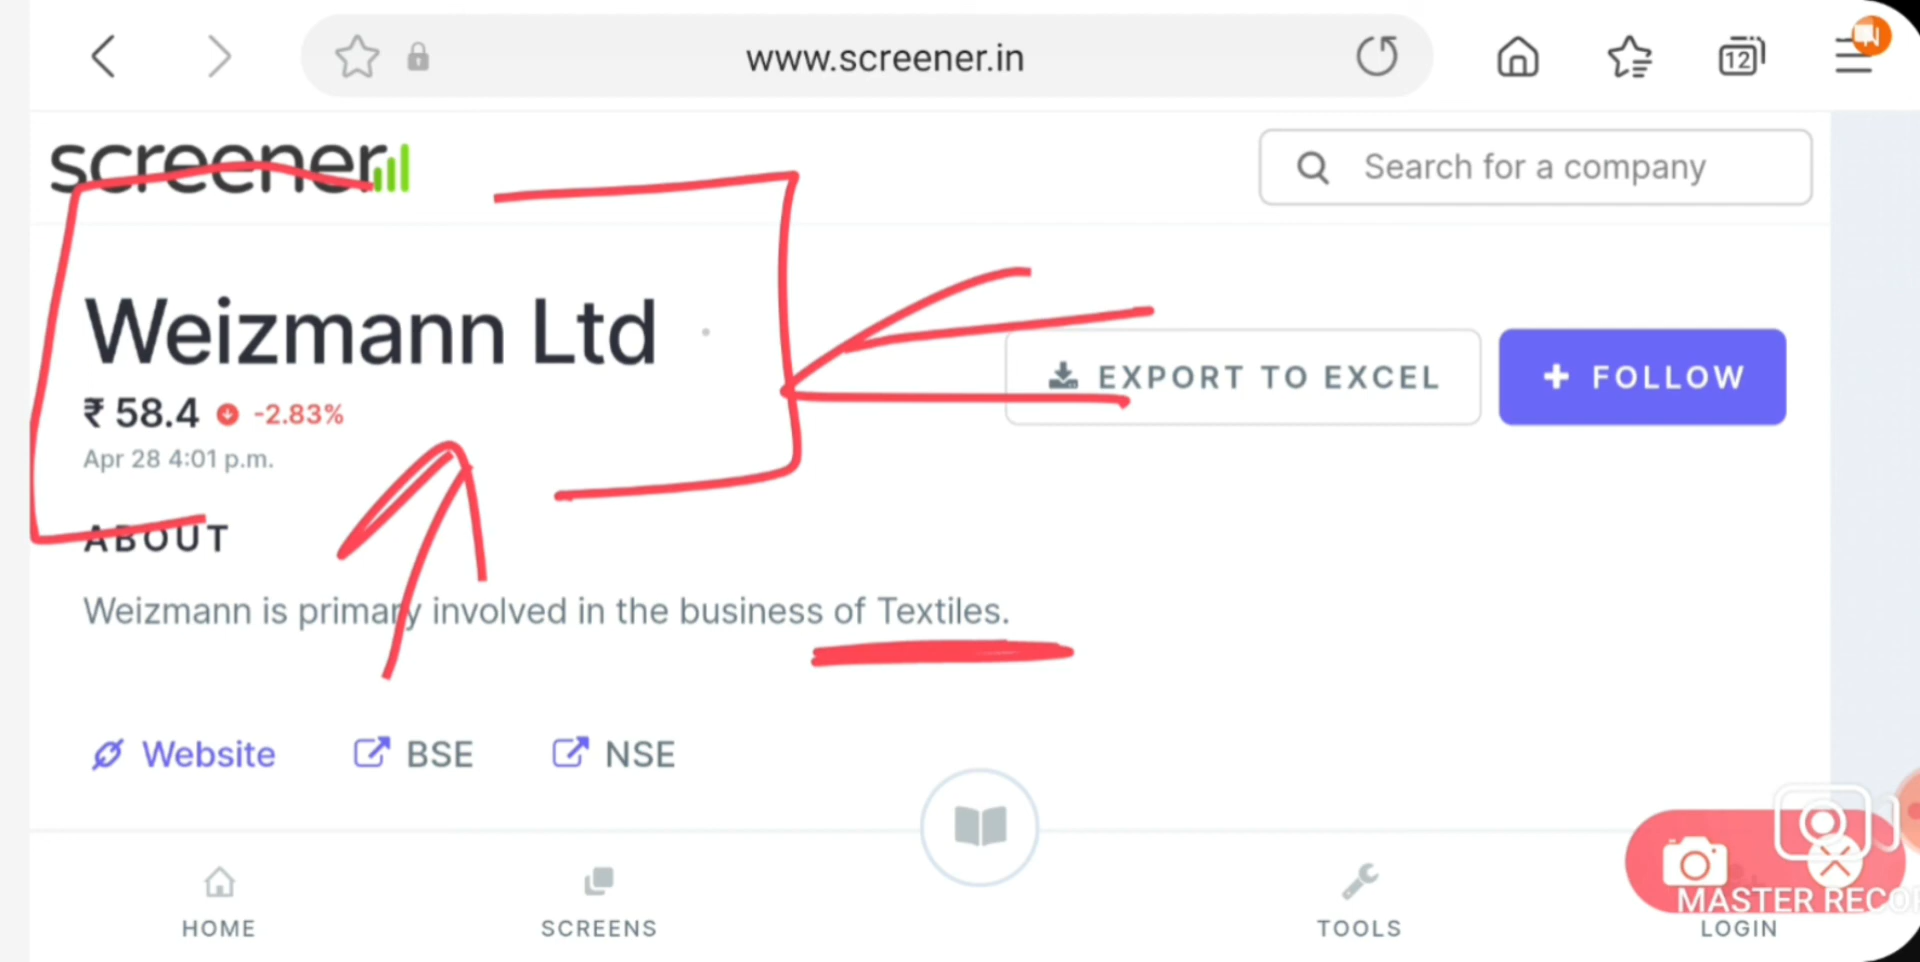 www.screener.in
12
screener
Search for a company
Weizmann Ltd
₹ 58.4 -2.83%
Apr 28 4:01 p.m.
EXPORT TO EXCEL
FOLLOW
ABOUT
Weizmann is primary involved in the business of Textiles.
Website BSE NSE
HOME SCREENS TOOLS LOGIN
MASTER